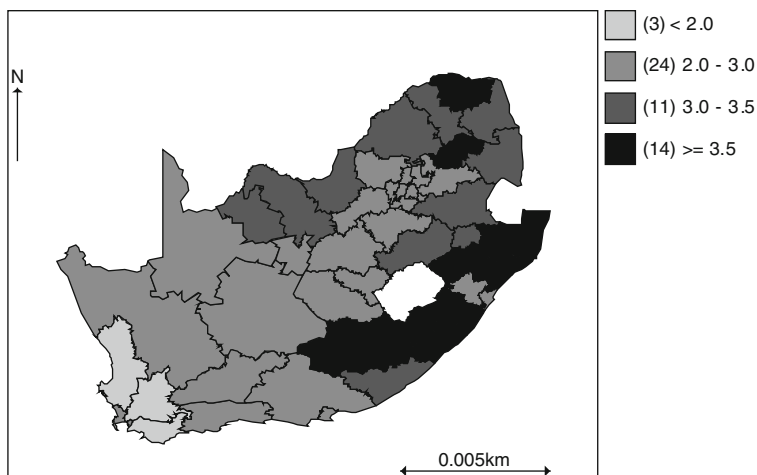 (3) < 2.0
(24) 2.0 - 3.0
(11) 3.0 - 3.5
(14) >= 3.5
N
0.005km